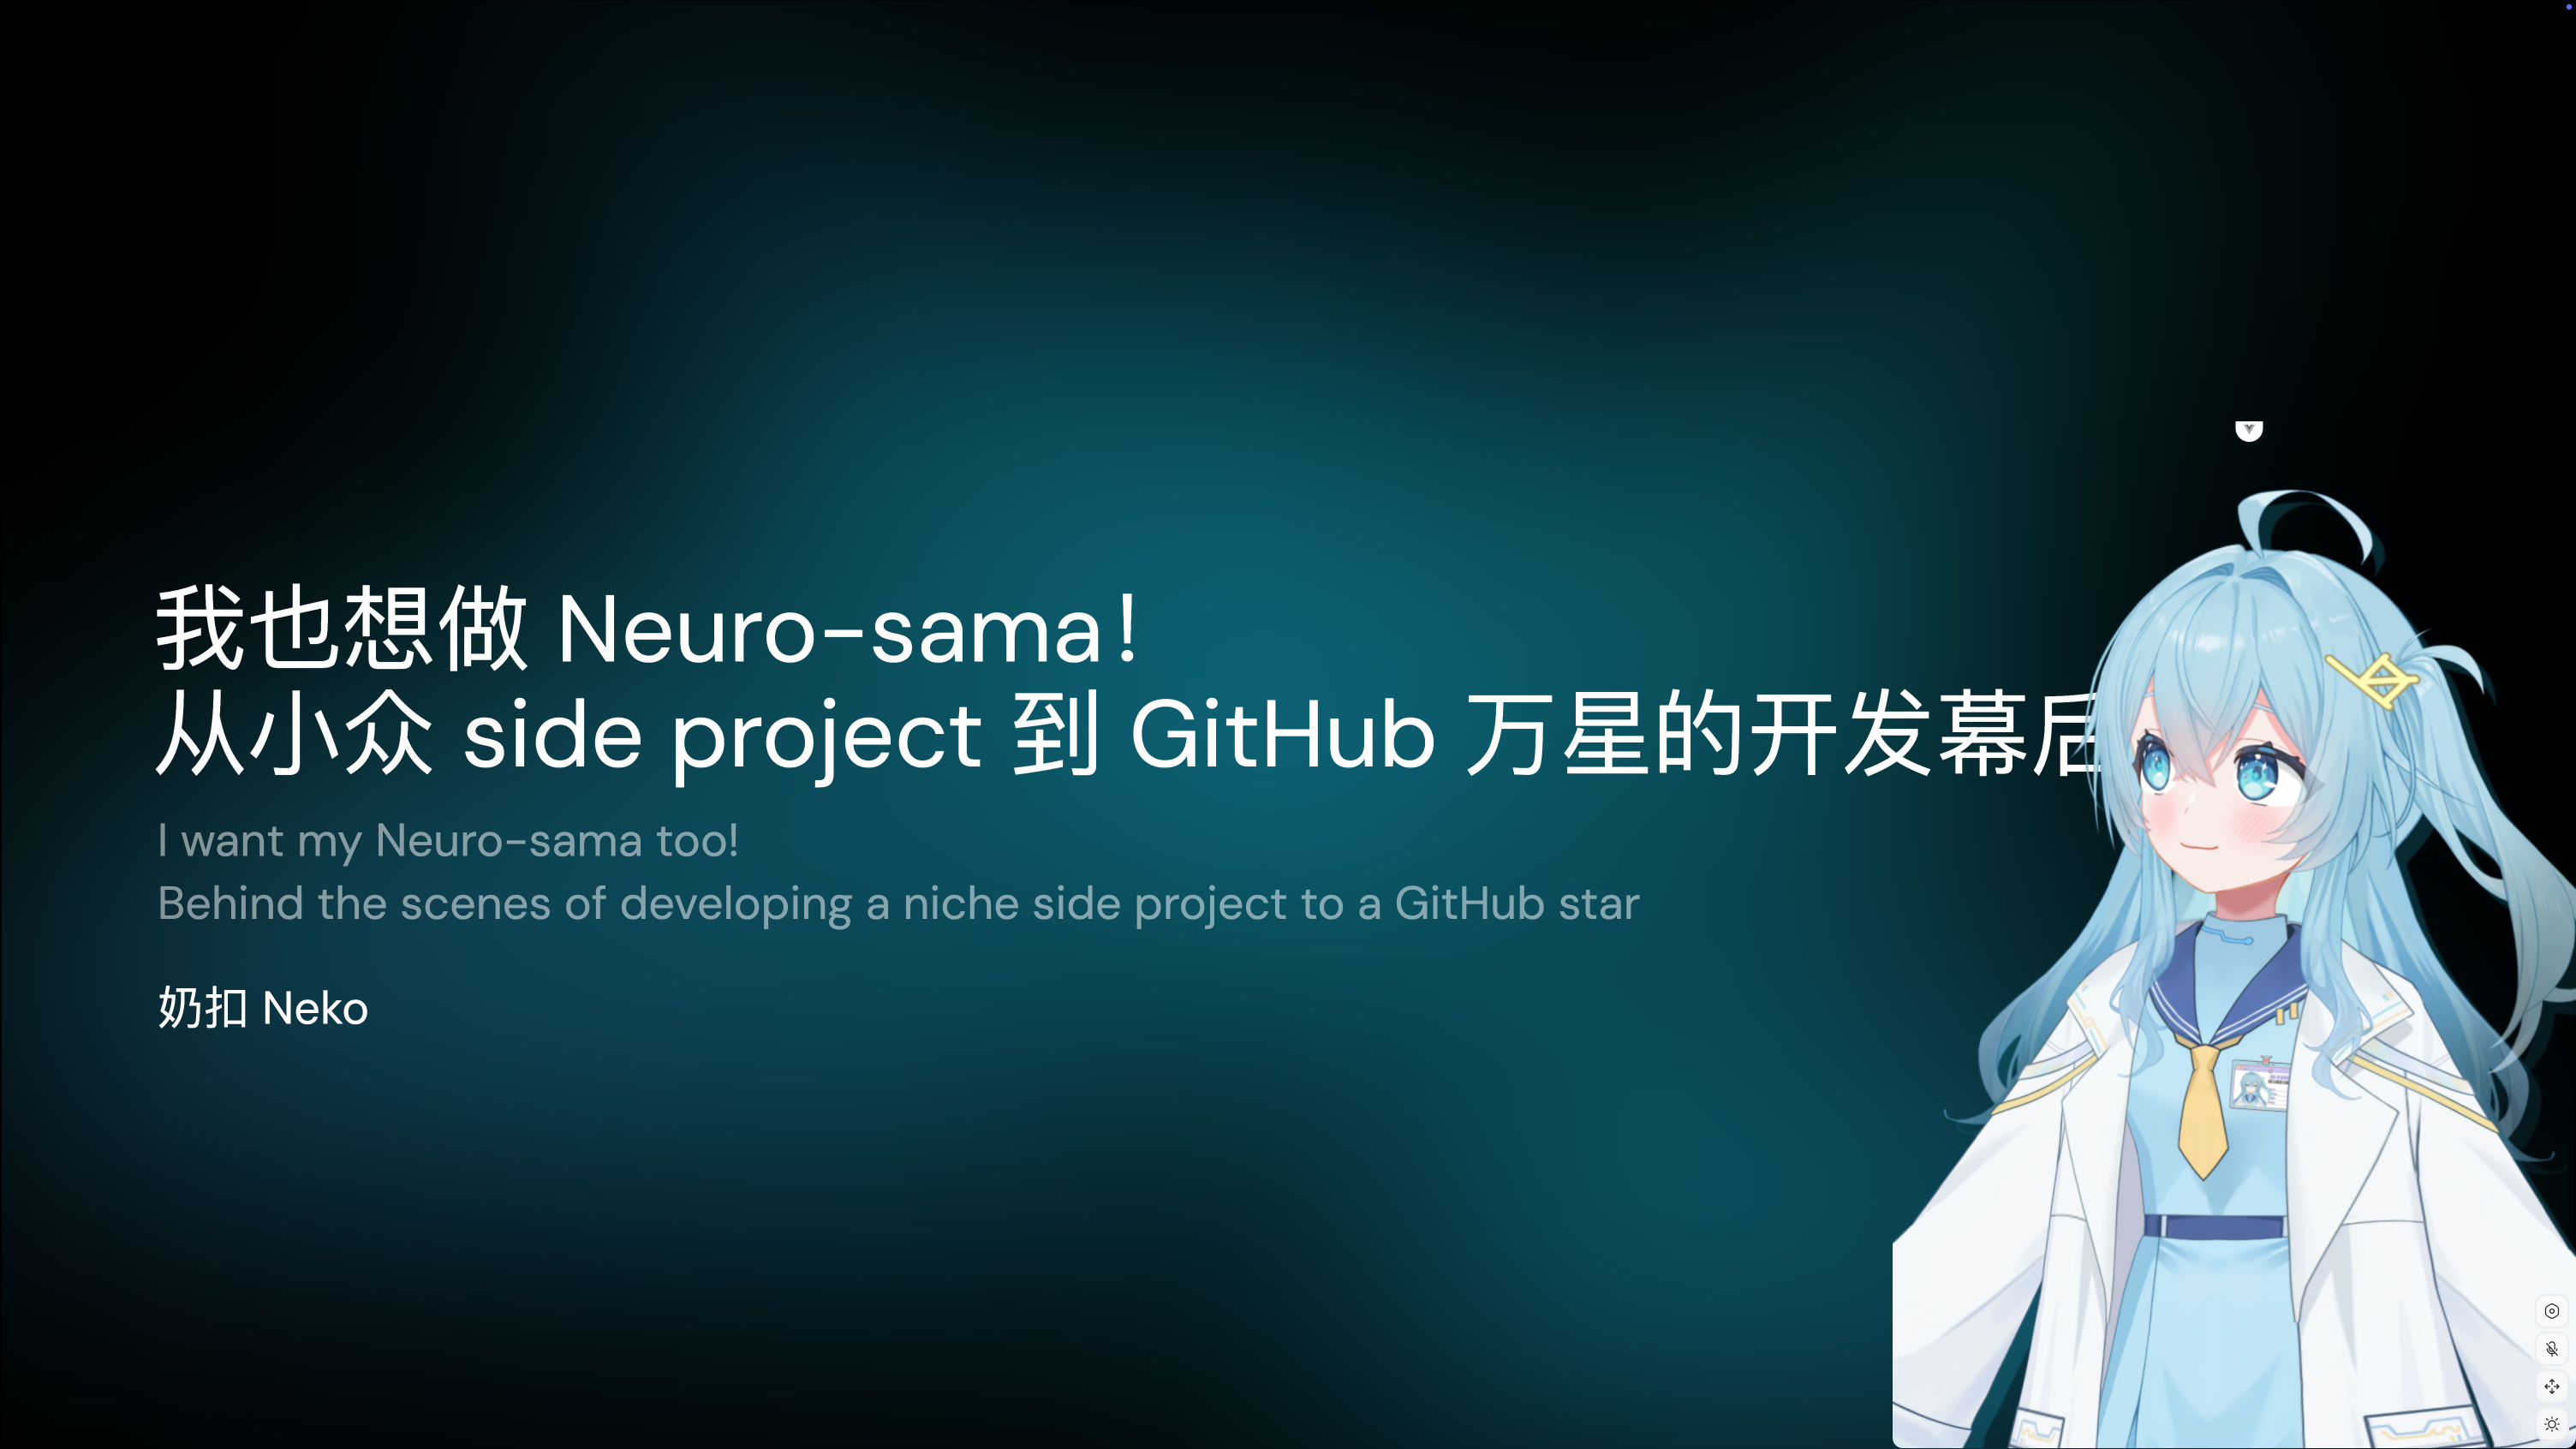 我也想做 Neuro-sama！
从小众 side project 到 GitHub 万星的开发幕后
I want my Neuro-sama too!
Behind the scenes of developing a niche side project to a GitHub star
奶扣 Neko